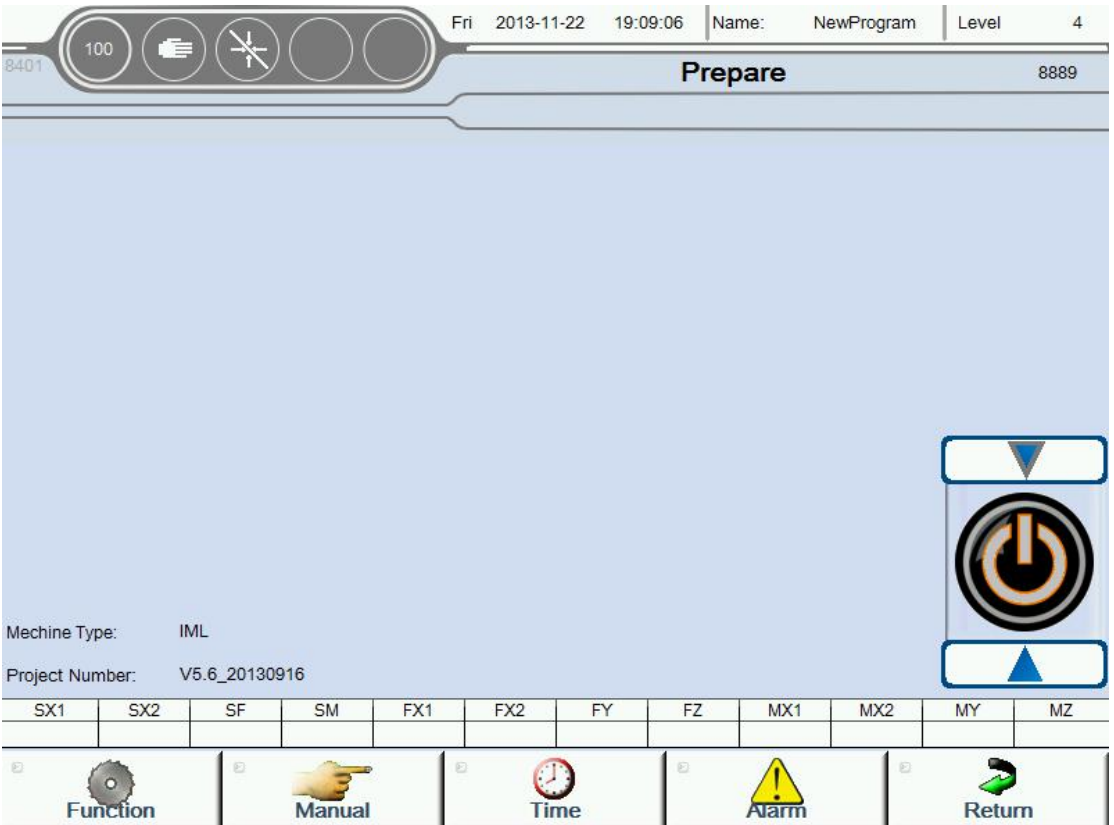 Fri 2013-11-22 19:09:06 Name: NewProgram Level 4
100
8401 Prepare 8889
Mechine Type: IML
Project Number: V5.6_20130916
SX1 SX2 SF SM FX1 FX2 FY FZ MX1 MX2 MY MZ
Function Manual Time Alarm Return